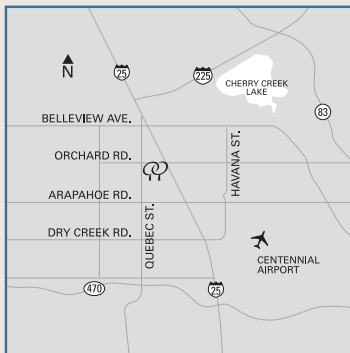 N
25
225
CHERRY CREEK
LAKE
83
BELLEVIEW AVE.
ORCHARD RD.
HAVANA ST.
ARAPAHOE RD.
QUEBEC ST.
DRY CREEK RD.
CENTENNIAL
AIRPORT
470
25